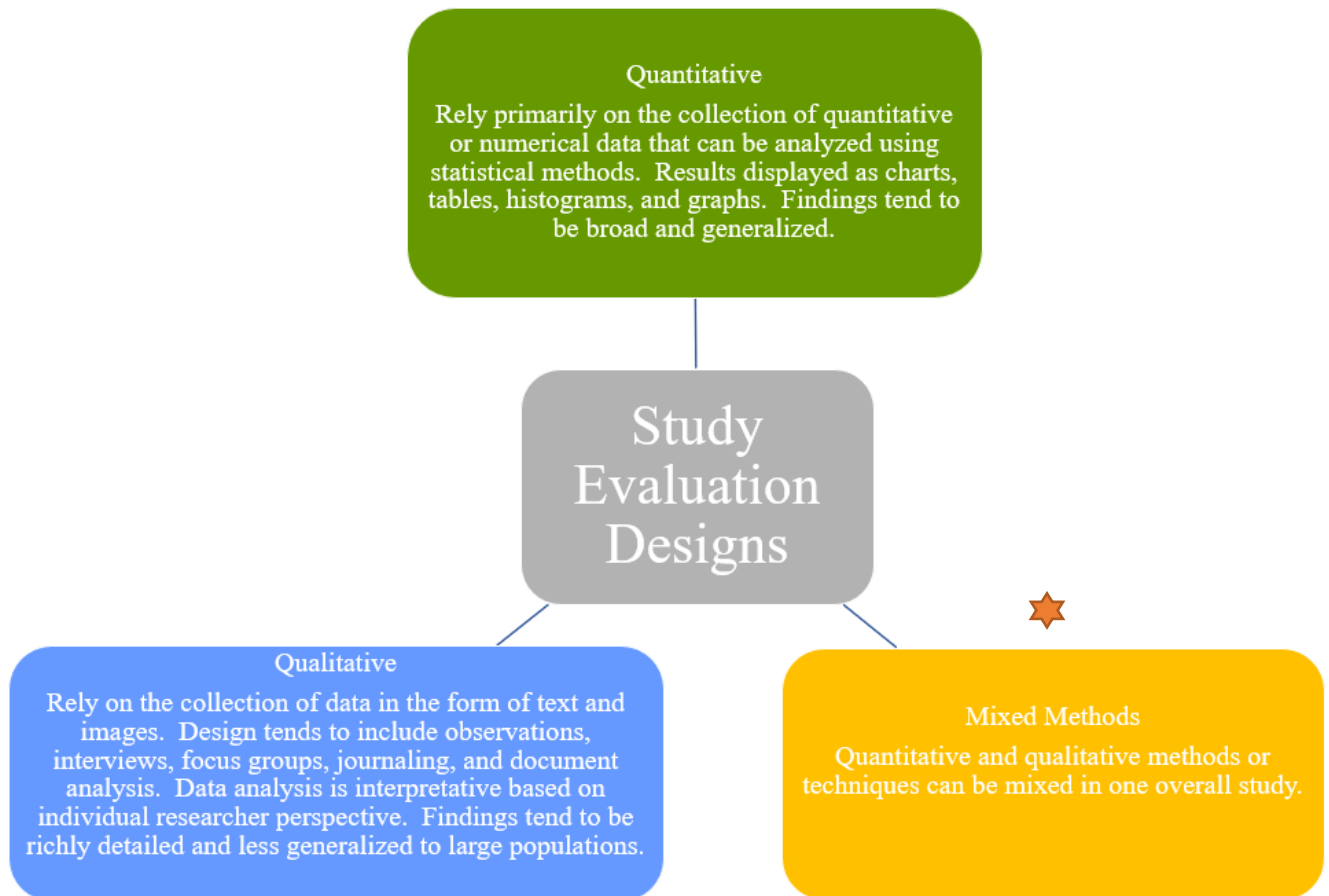 Quantitative
Rely primarily on the collection of quantitative
or numerical data that can be analyzed using
statistical methods.  Results displayed as charts,
tables, histograms, and graphs.  Findings tend to
be broad and generalized.
Study
Evaluation
Designs
Qualitative
Rely on the collection of data in the form of text and
images.  Design tends to include observations,
interviews, focus groups, journaling, and document
analysis.  Data analysis is interpretative based on
individual researcher perspective.  Findings tend to be
richly detailed and less generalized to large populations.
Mixed Methods
Quantitative and qualitative methods or
techniques can be mixed in one overall study.